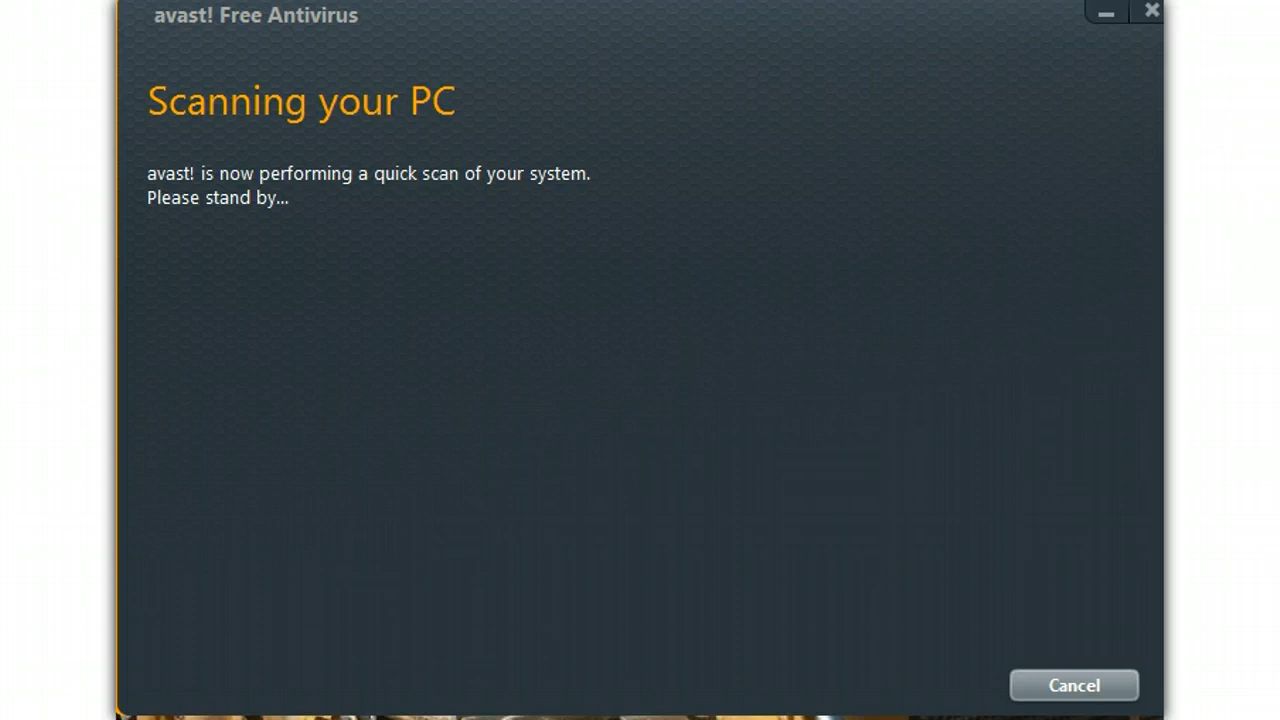 avast! Free Antivirus
Scanning your PC
avast! is now performing a quick scan of your system.
Please stand by...
Cancel